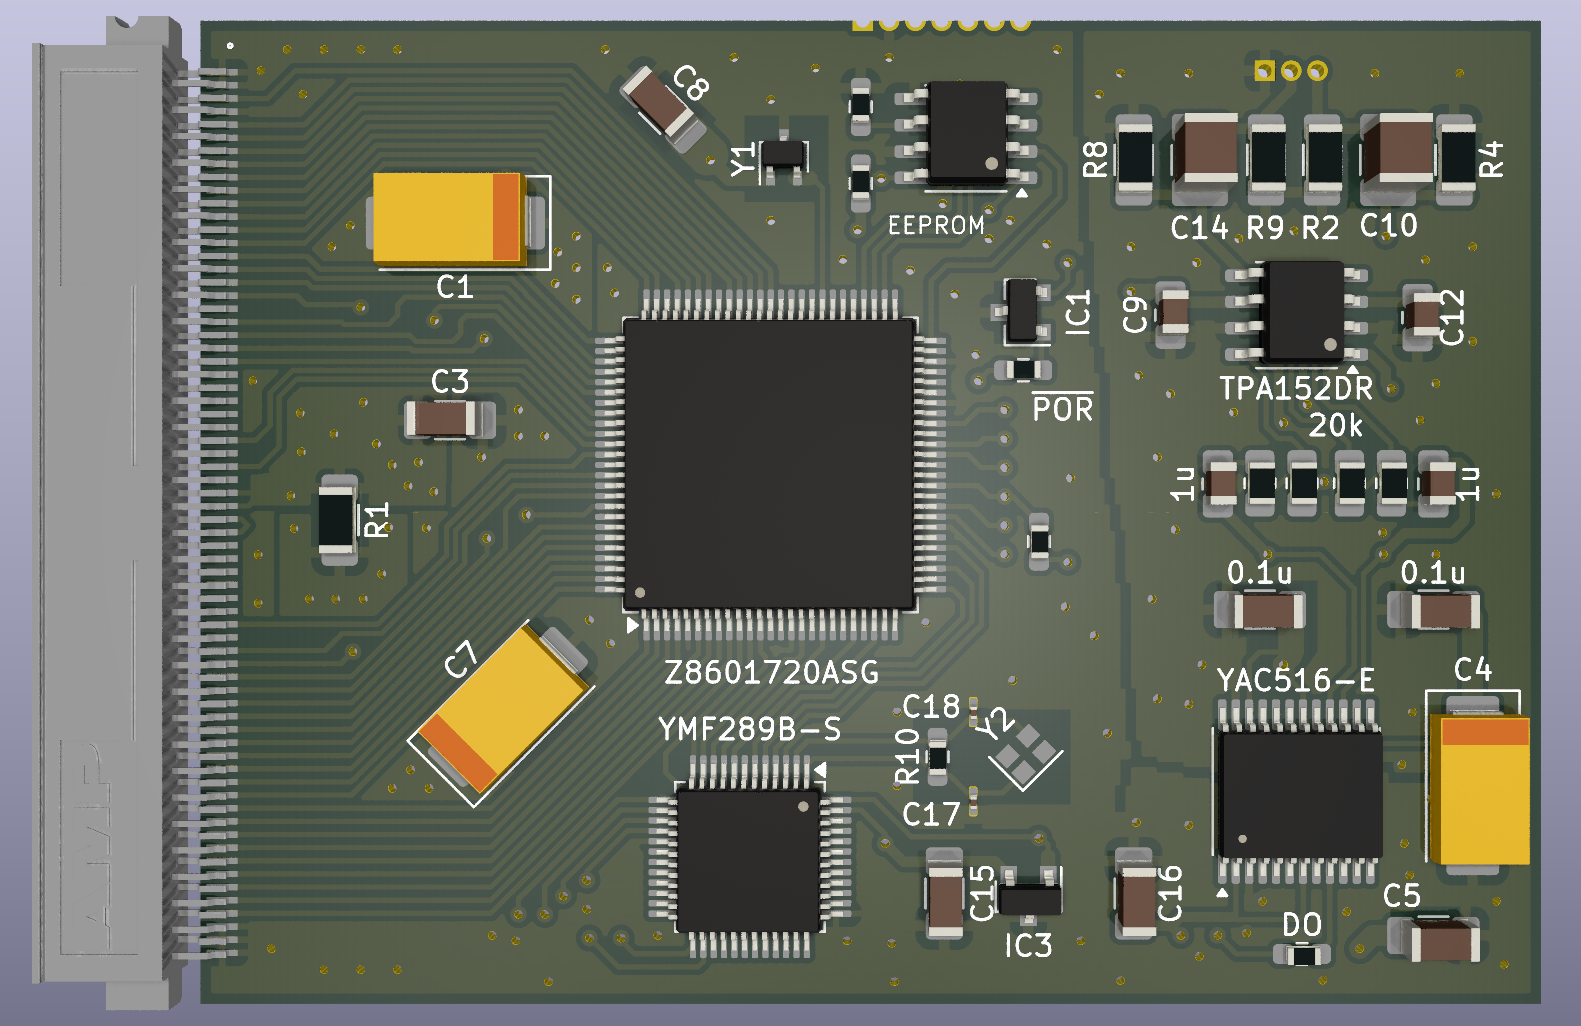 C8
Y1
EEPROM
R8
C14
R9
R2
C10
R4
C1
IC1
C9
C12
TPA152DR
20k
C3
POR
1u
1u
R1
0.1u
0.1u
C7
Z8601720ASG
YAC516-E
C4
YMF289B-S
C18
Y2
R10
C17
C15
C16
IC3
C5
DO
AMP